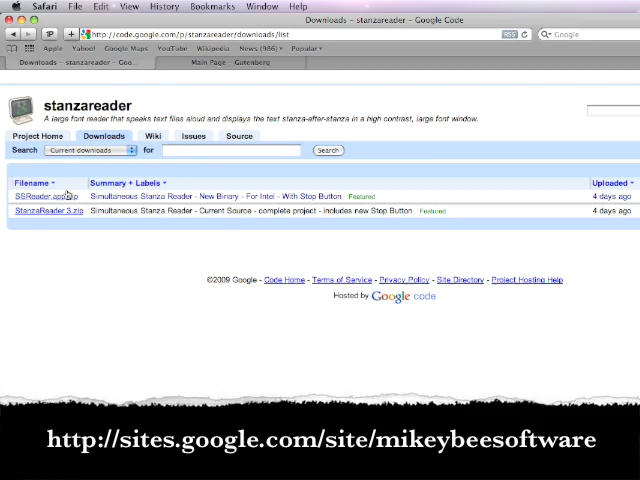 Safari File Edit View History Bookmarks Window Help
Downloads – stanzareader – Google Code
http://code.google.com/p/stanzareader/downloads/list RSS Google
Apple Yahoo! Google Maps YouTube Wikipedia News (986) Popular
Downloads – stanzareader – Goo... Main Page – Gutenberg
stanzareader
A large font reader that speaks text files aloud and displays the text stanza-after-stanza in a high contrast, large font window.
Project Home Downloads Wiki Issues Source
Search Current downloads for Search
Filename Summary + Labels Uploaded
Simultaneous Stanza Reader - New Binary - For Intel - With Stop Button Featured 4 days ago
StanzaReader 3.zip Simultaneous Stanza Reader - Current Source - complete project - includes new Stop Button Featured 4 days ago
©2009 Google - Code Home - Terms of Service - Privacy Policy - Site Directory - Project Hosting Help
Hosted by Google code
http://sites.google.com/site/mikeybeesoftware